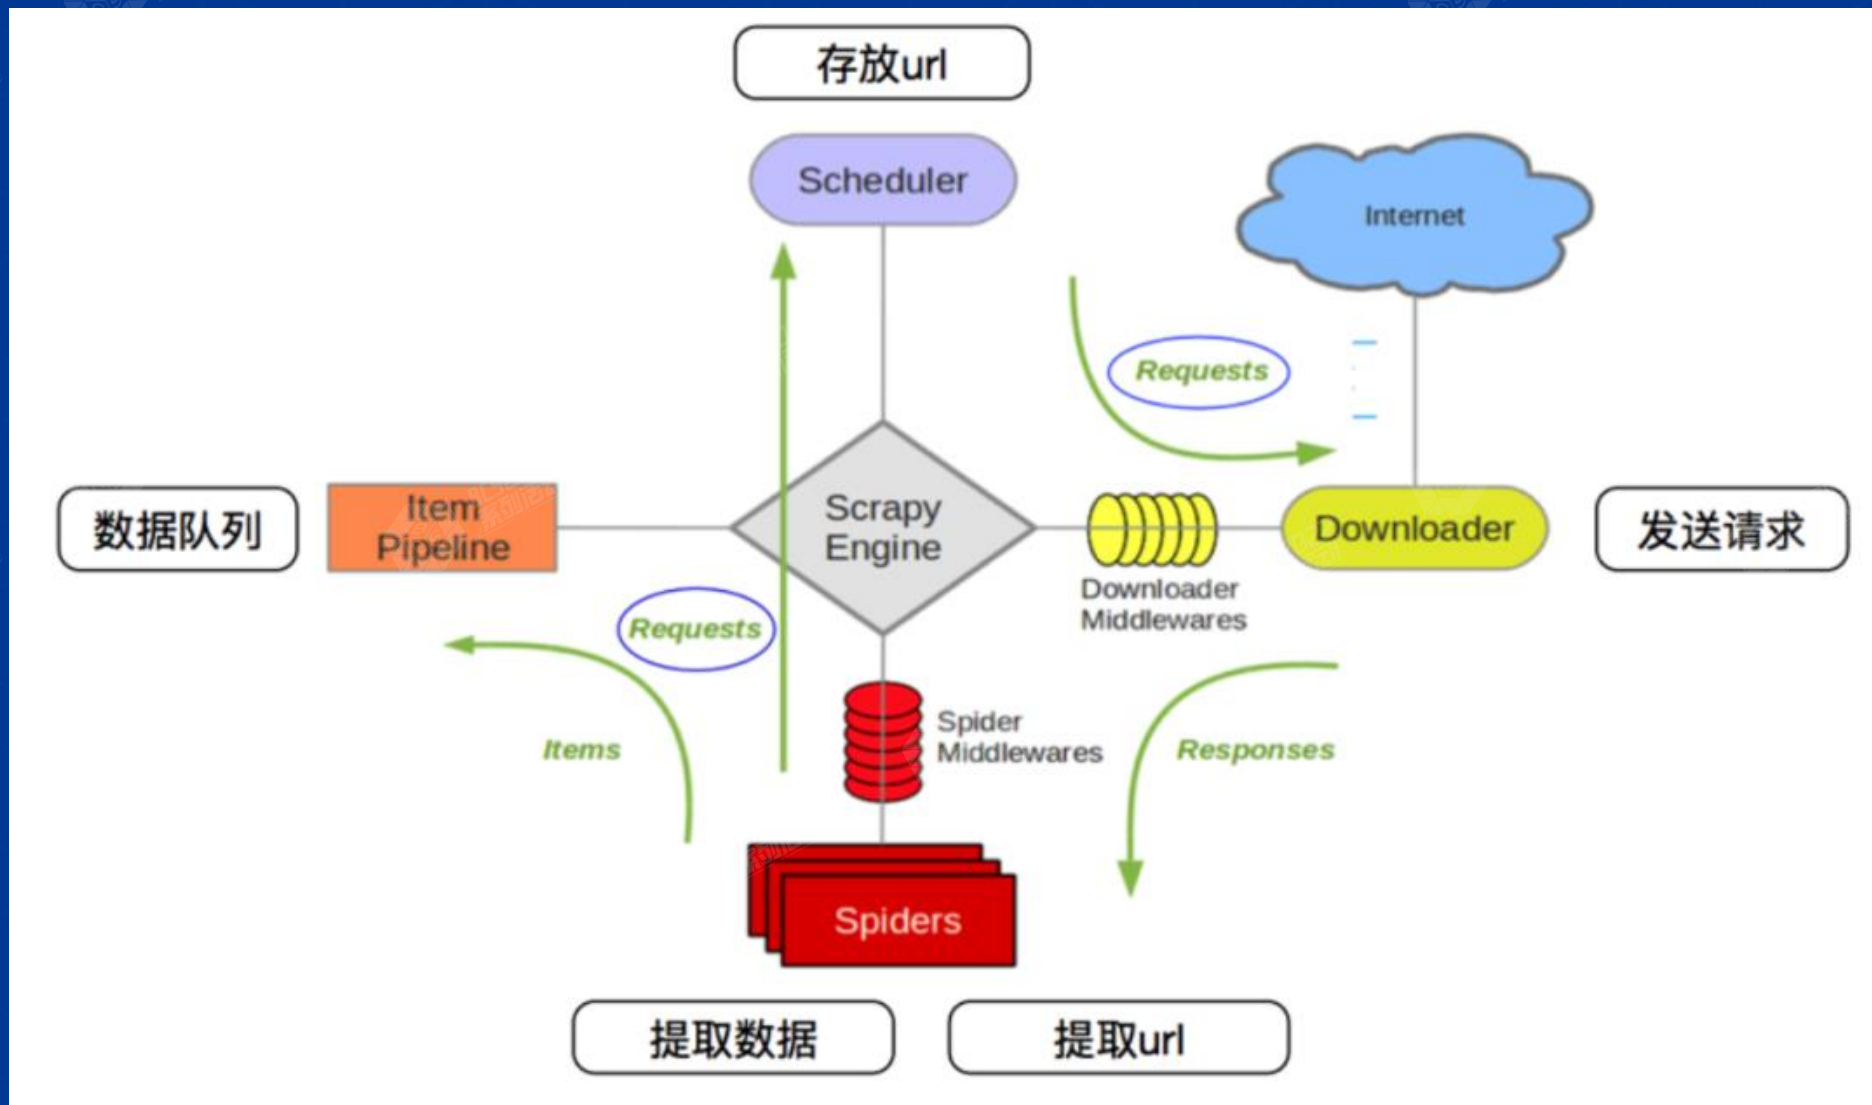 存放url
Scheduler
Internet
Requests
数据队列
Item
Pipeline
Scrapy
Engine
Downloader
发送请求
Downloader
Middlewares
Requests
Items
Spider
Middlewares
Responses
Spiders
提取数据
提取url